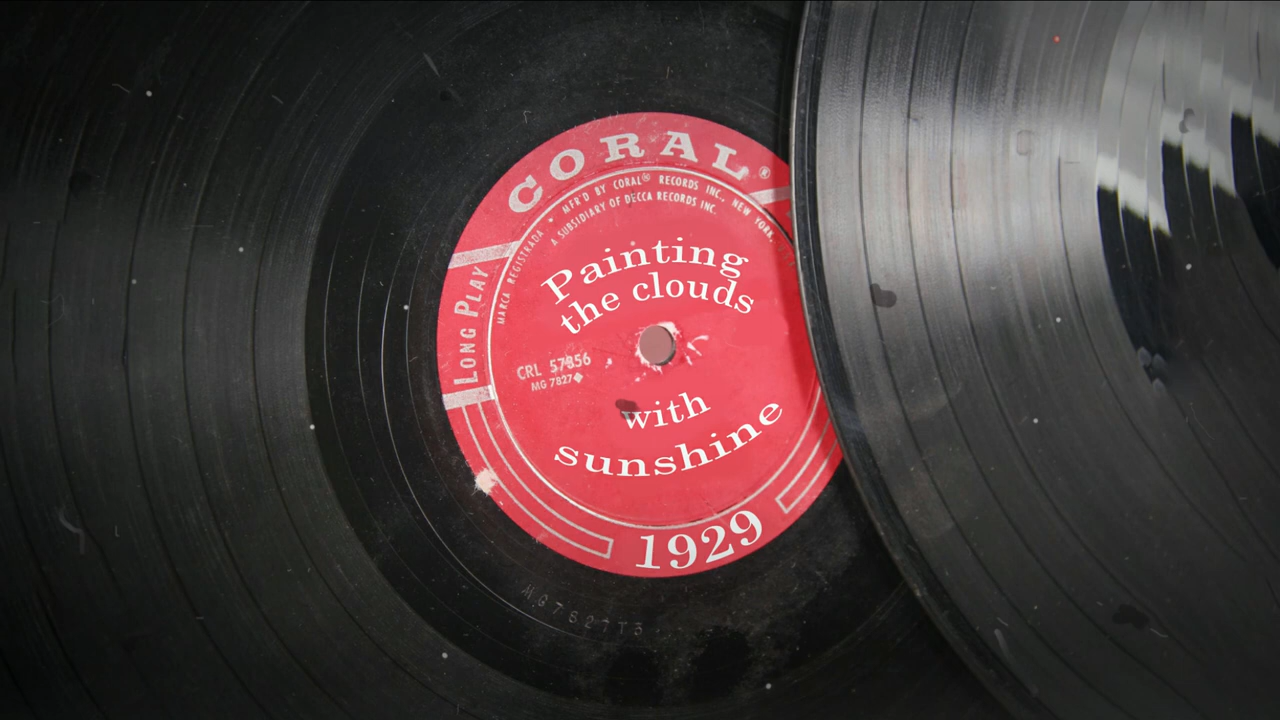 CORAL®
MARCA REGISTRADA • MFR'D BY CORAL® RECORDS INC., NEW YORK,
A SUBSIDIARY OF DECCA RECORDS INC.
LONG PLAY
Painting
the clouds
CRL 57856
MG 7827◆
with
sunshine
1929
MG7827T5